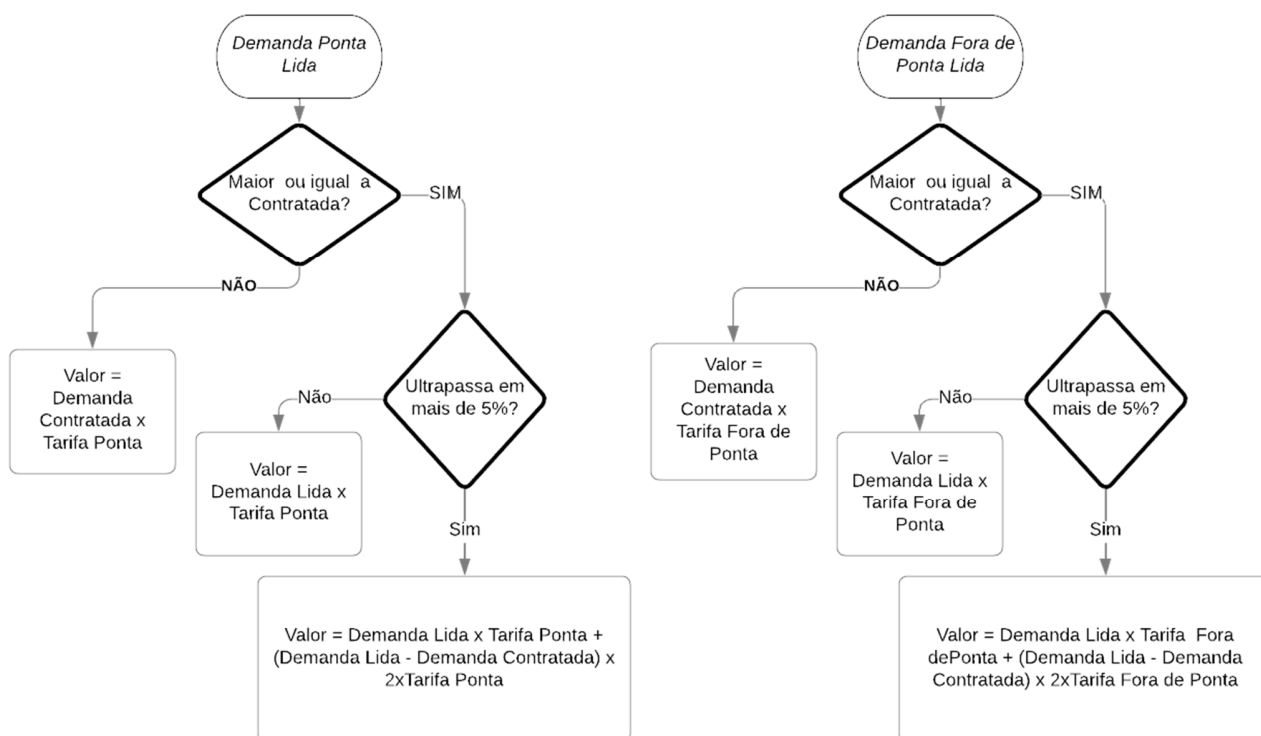 Demanda Ponta
Lida
Maior ou igual a
Contratada?
SIM
NÃO
Valor =
Demanda
Contratada x
Tarifa Ponta
Ultrapassa em
mais de 5%?
Não
Valor =
Demanda Lida x
Tarifa Ponta
Sim
Valor = Demanda Lida x Tarifa Ponta +
(Demanda Lida - Demanda Contratada) x
2xTarifa Ponta
Demanda Fora de
Ponta Lida
Maior ou igual a
Contratada?
SIM
NÃO
Valor =
Demanda
Contratada x
Tarifa Fora de
Ponta
Ultrapassa em
mais de 5%?
Não
Valor =
Demanda Lida x
Tarifa Fora de
Ponta
Sim
Valor = Demanda Lida x Tarifa Fora
dePonta + (Demanda Lida - Demanda
Contratada) x 2xTarifa Fora de Ponta